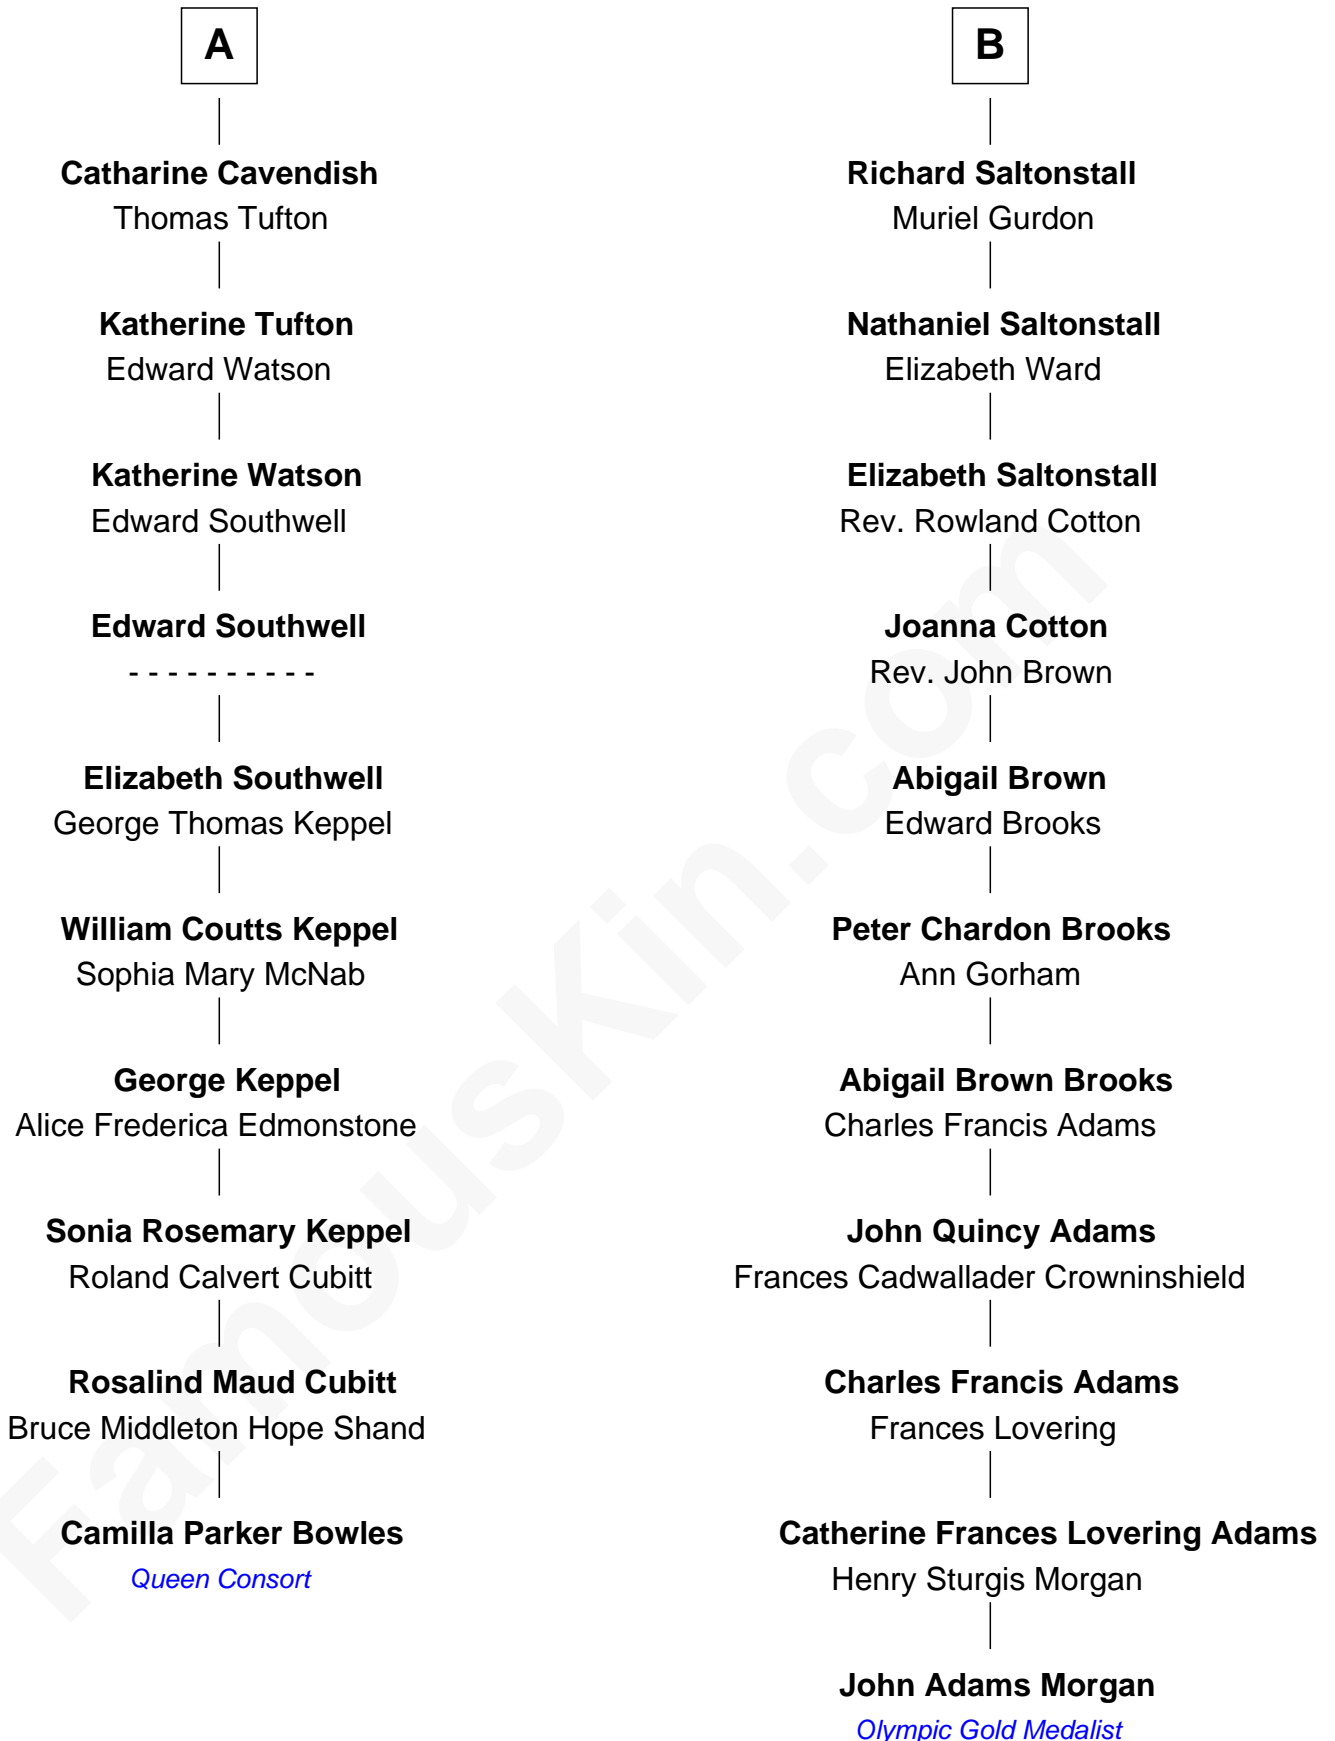 A
Catharine Cavendish
Thomas Tufton
Katherine Tufton
Edward Watson
Katherine Watson
Edward Southwell
Edward Southwell
- - - - - - - - - -
Elizabeth Southwell
George Thomas Keppel
William Coutts Keppel
Sophia Mary McNab
George Keppel
Alice Frederica Edmonstone
Sonia Rosemary Keppel
Roland Calvert Cubitt
Rosalind Maud Cubitt
Bruce Middleton Hope Shand
Camilla Parker Bowles
Queen Consort
B
Richard Saltonstall
Muriel Gurdon
Nathaniel Saltonstall
Elizabeth Ward
Elizabeth Saltonstall
Rev. Rowland Cotton
Joanna Cotton
Rev. John Brown
Abigail Brown
Edward Brooks
Peter Chardon Brooks
Ann Gorham
Abigail Brown Brooks
Charles Francis Adams
John Quincy Adams
Frances Cadwallader Crowninshield
Charles Francis Adams
Frances Lovering
Catherine Frances Lovering Adams
Henry Sturgis Morgan
John Adams Morgan
Olympic Gold Medalist
FamousKin.com